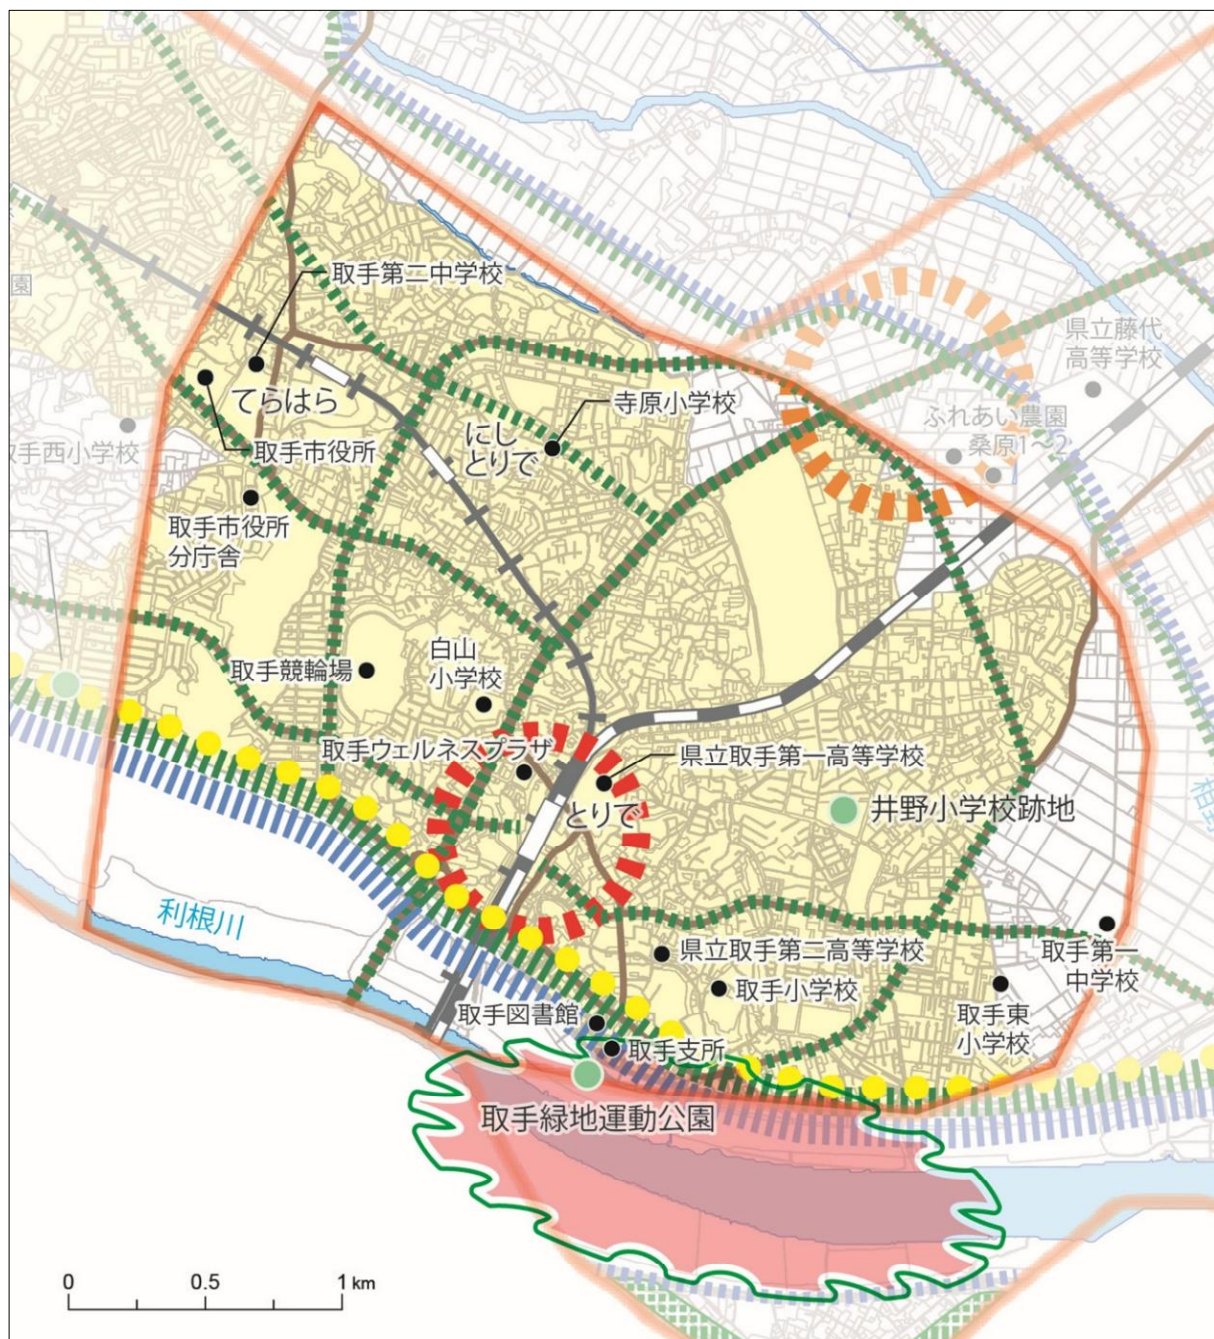 取手第二中学校
園
県立藤代
高等学校
てらはら
寺原小学校
ふれあい農園
桑原1~2
取手西小学校
取手市役所
にし
とりで
取手市役所
分庁舎
白山
小学校
取手競輪場
取手ウェルネスプラザ
県立取手第一高等学校
とりで
井野小学校跡地
相野
利根川
県立取手第二高等学校
取手第一
中学校
取手小学校
取手図書館
取手東
小学校
取手支所
取手緑地運動公園
0 0.5 1 km